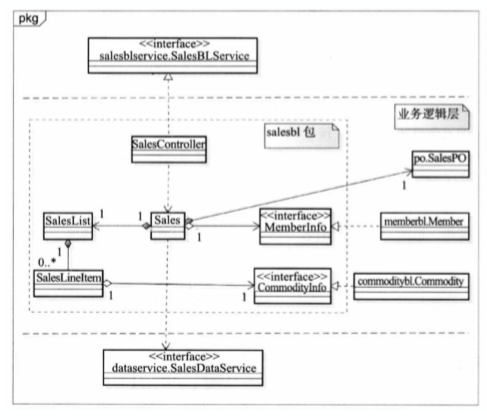 pkg
<<interface>>
salesblservice.SalesBLService
业务逻辑层
salesbl 包
SalesController
po.SalesPO
1
SalesList
1
1
Sales
1
<<interface>>
MemberInfo
memberbl.Member
1
0..*
SalesLineItem
1
1
<<interface>>
CommodityInfo
commoditybl.Commodity
<<interface>>
dataservice.SalesDataService